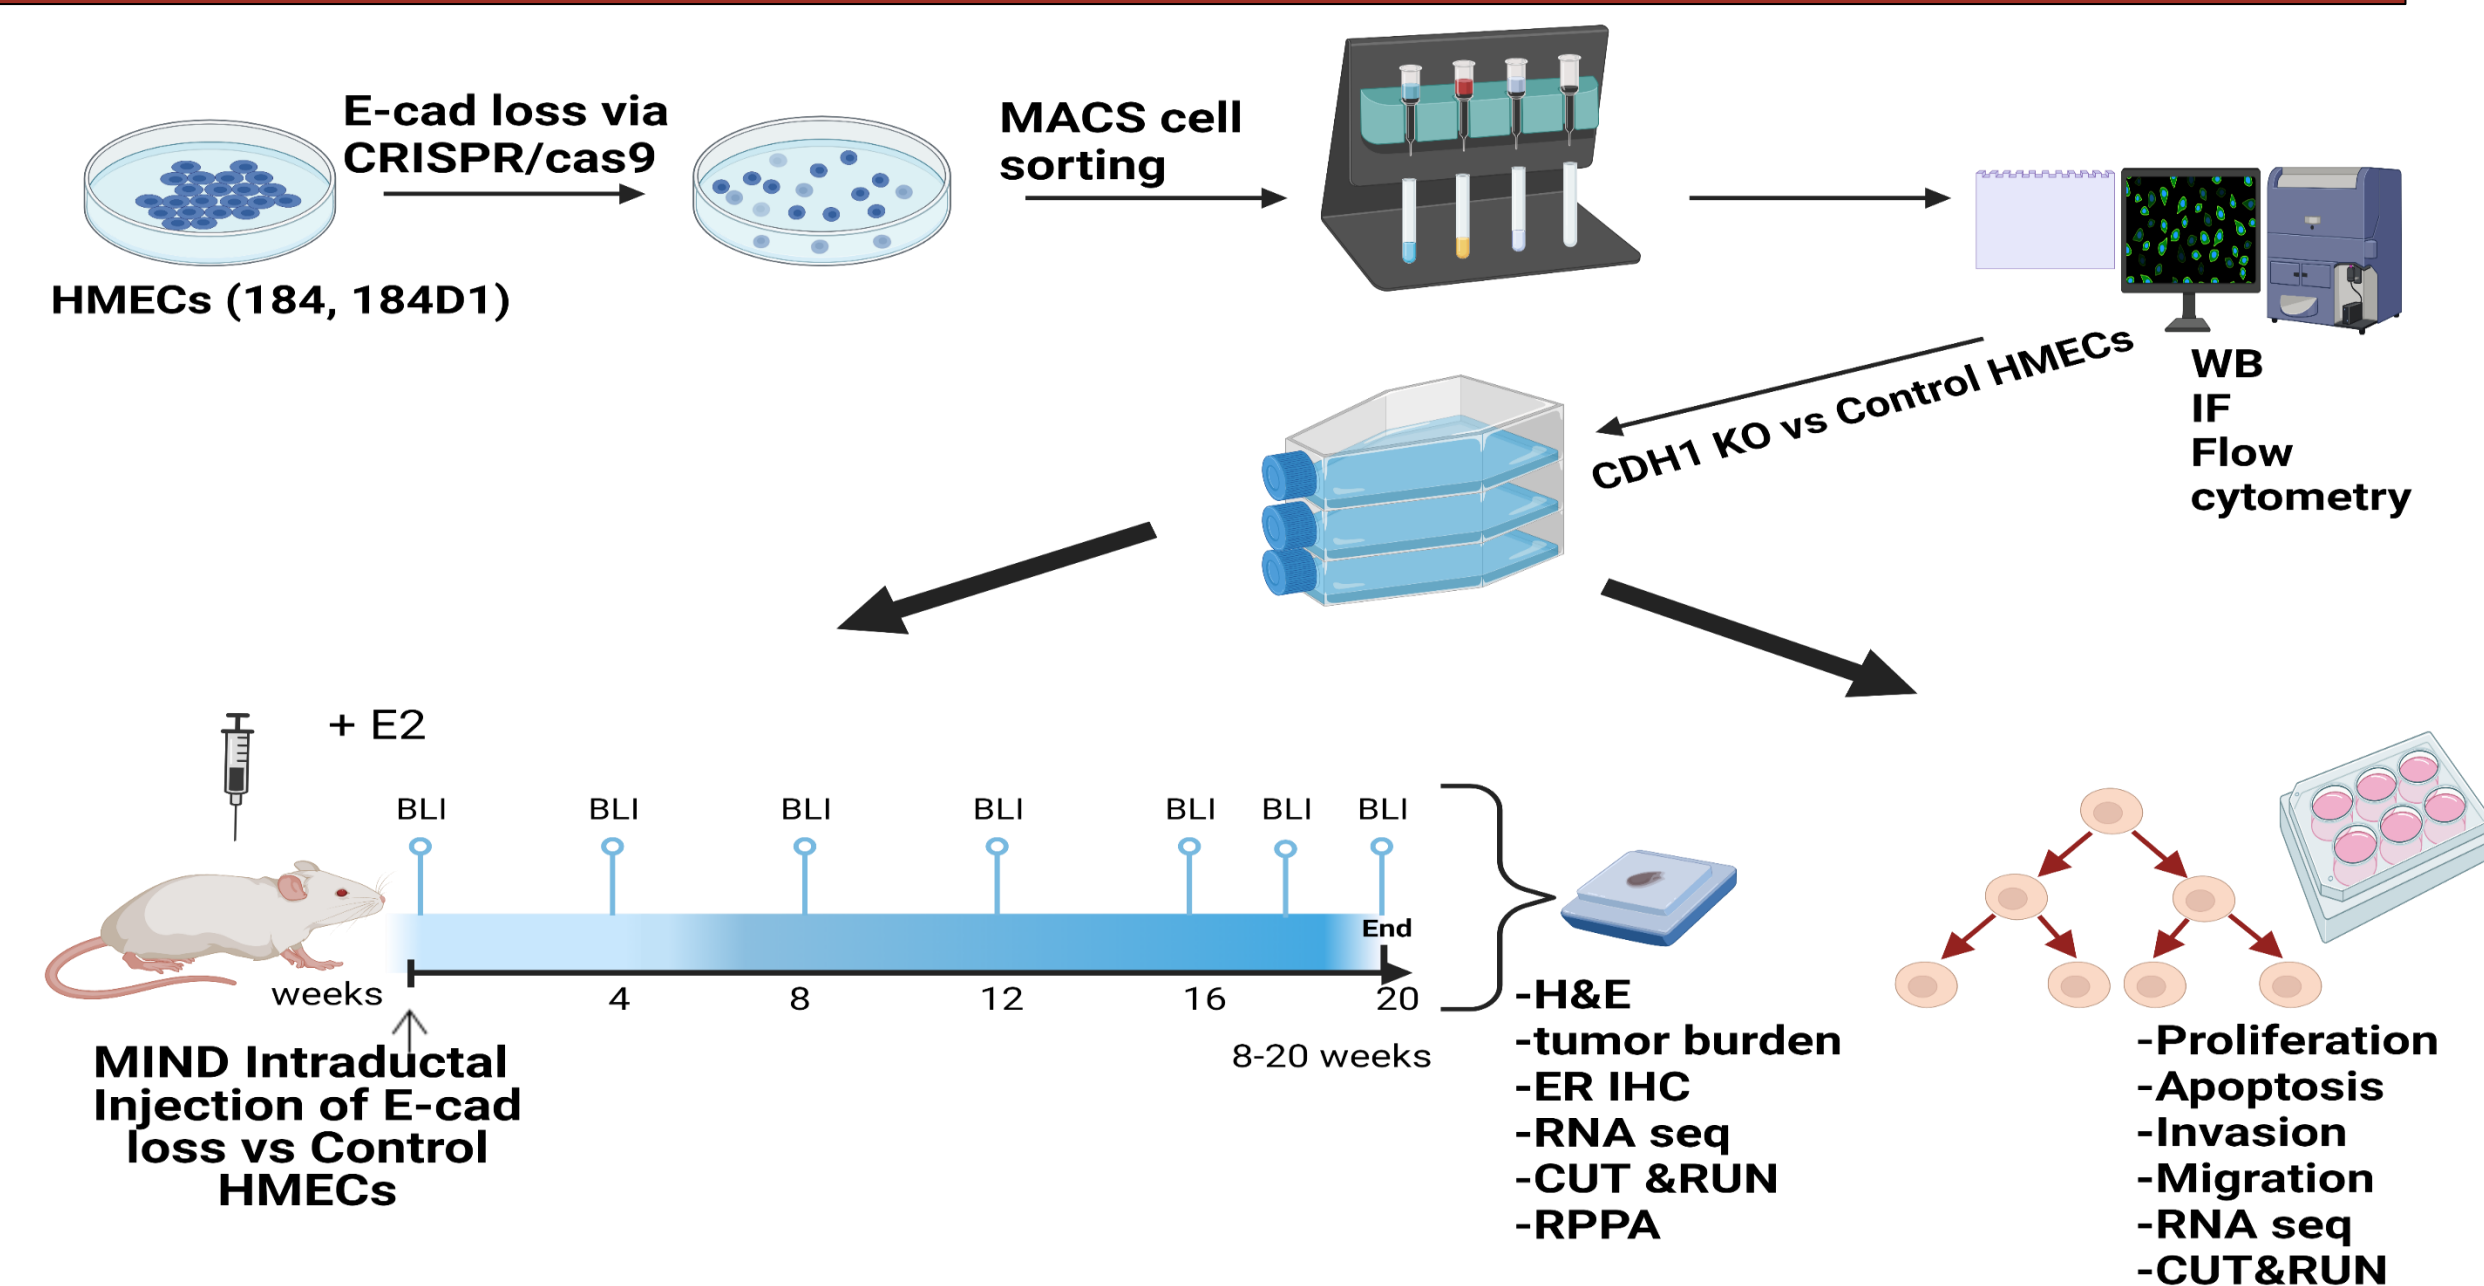 E-cad loss via
CRISPR/cas9
MACS cell
sorting
HMECs (184, 184D1)
WB
IF
Flow
cytometry
CDH1 KO vs Control HMECs
+ E2
BLI BLI BLI BLI BLI BLI BLI
End
weeks 4 8 12 16 20
8-20 weeks
MIND Intraductal
Injection of E-cad
loss vs Control
HMECs
-H&E
-tumor burden
-ER IHC
-RNA seq
-CUT &RUN
-RPPA
-Proliferation
-Apoptosis
-Invasion
-Migration
-RNA seq
-CUT&RUN